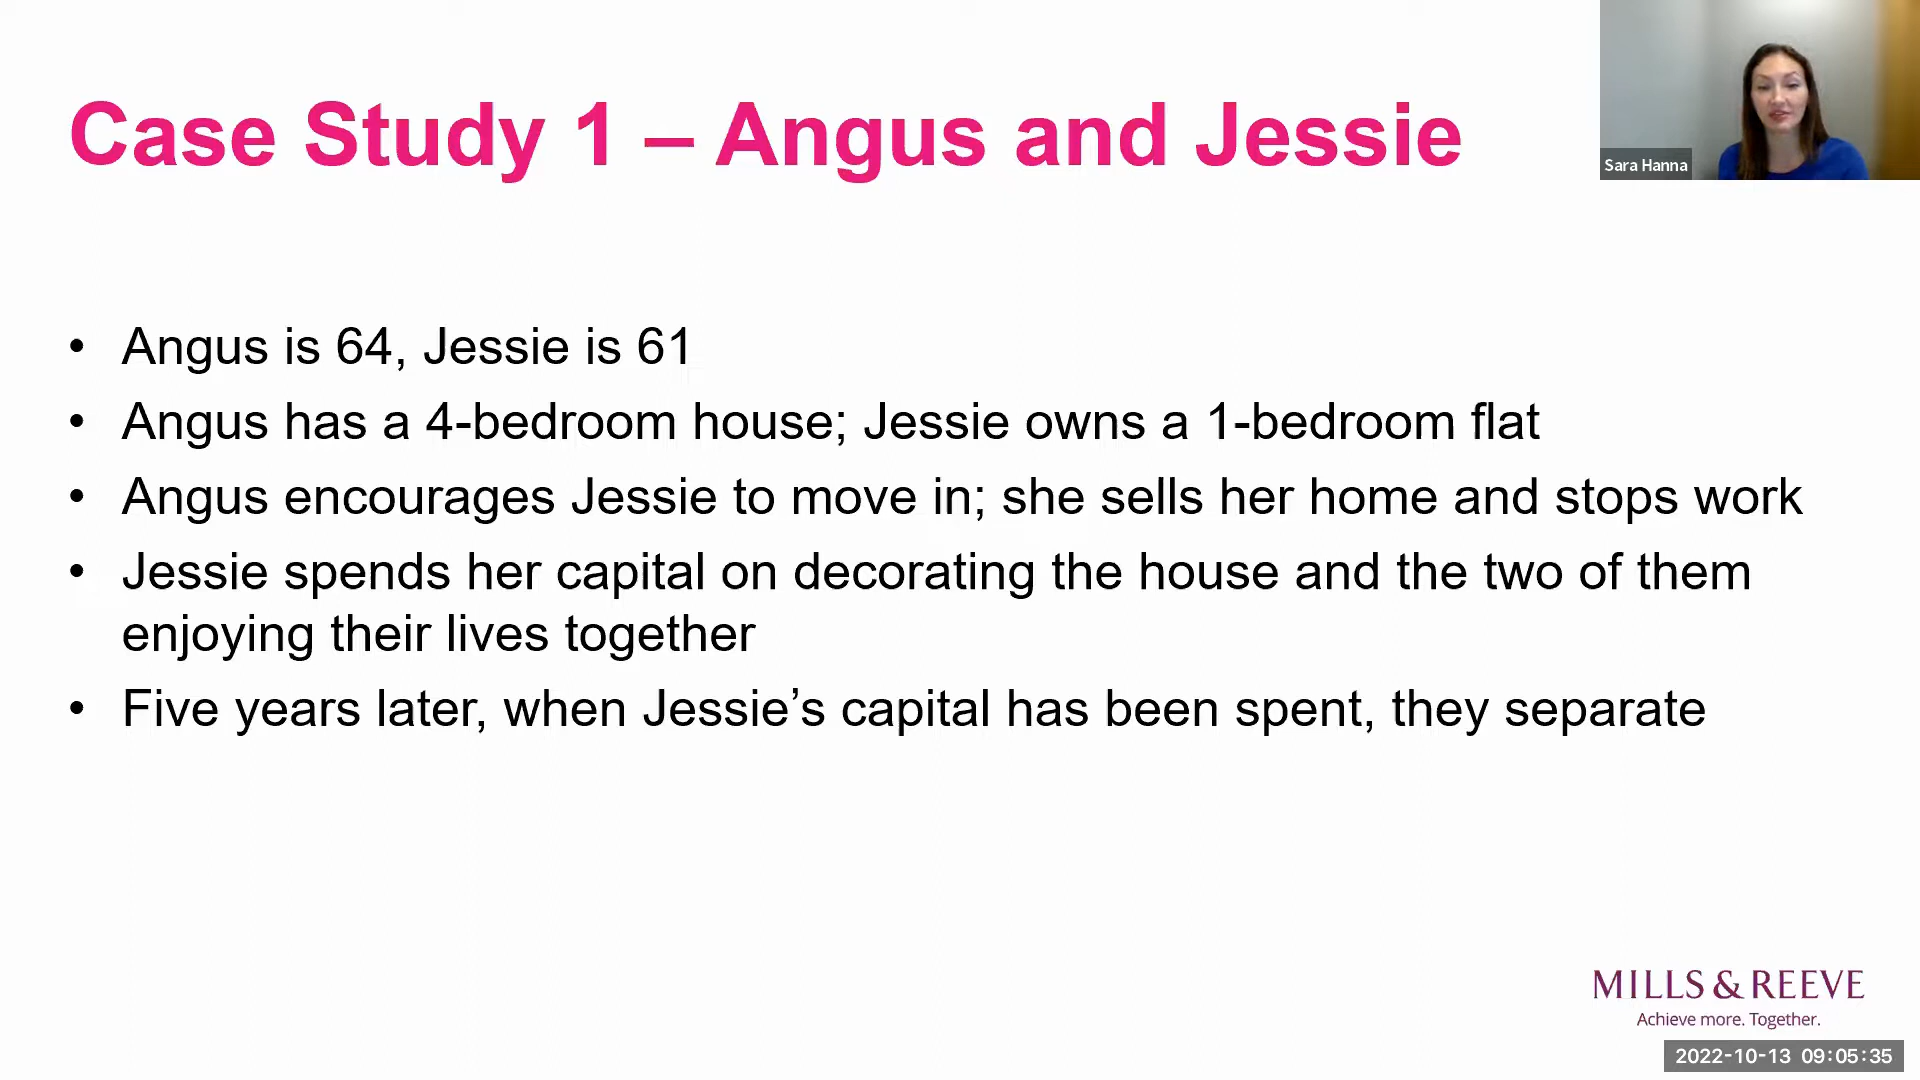 Case Study 1 – Angus and Jessie
Sara Hanna
• Angus is 64, Jessie is 61
• Angus has a 4-bedroom house; Jessie owns a 1-bedroom flat
• Angus encourages Jessie to move in; she sells her home and stops work
• Jessie spends her capital on decorating the house and the two of them
enjoying their lives together
• Five years later, when Jessie’s capital has been spent, they separate
MILLS & REEVE
Achieve more. Together.
2022-10-13 09:05:35